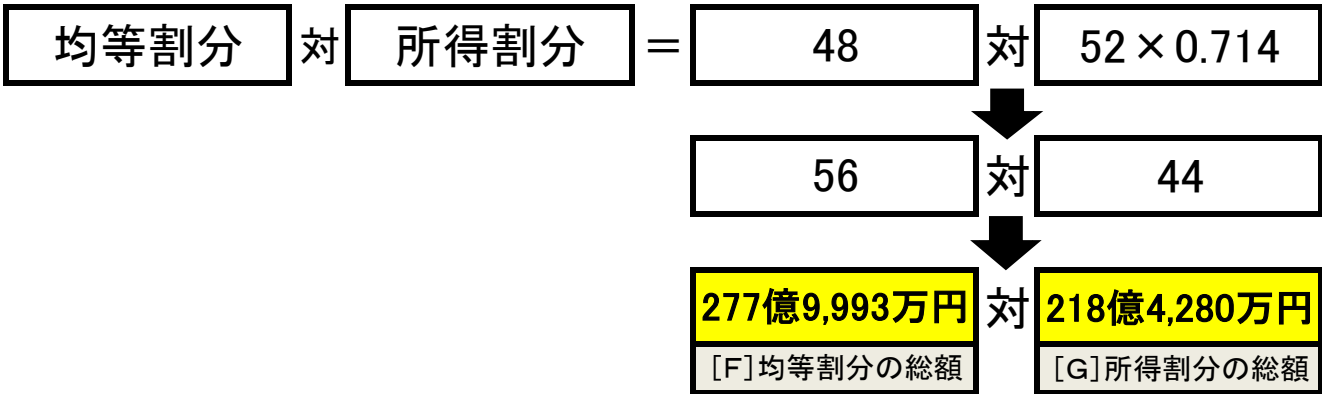 均等割分 対 所得割分 = 48 対 52×0.714
56 対 44
277億9,993万円 対 218億4,280万円
[F]均等割分の総額 [G]所得割分の総額